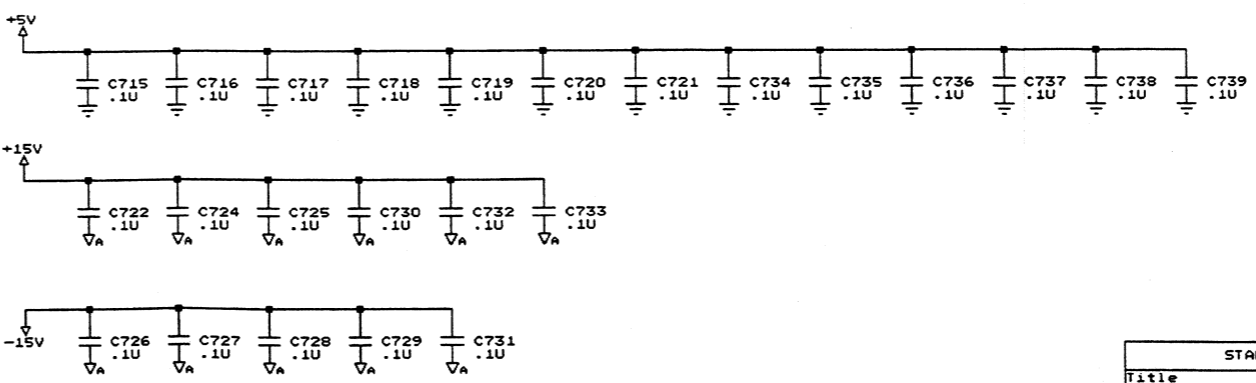 +5V
C715 C716 C717 C718 C719 C720 C721 C734 C735 C736 C737 C738 C739
.1U .1U .1U .1U .1U .1U .1U .1U .1U .1U .1U .1U .1U
+15V
C722 C724 C725 C730 C732 C733
.1U .1U .1U .1U .1U .1U
A A A A A A
-15V
C726 C727 C728 C729 C731
.1U .1U .1U .1U .1U
A A A A A
Title